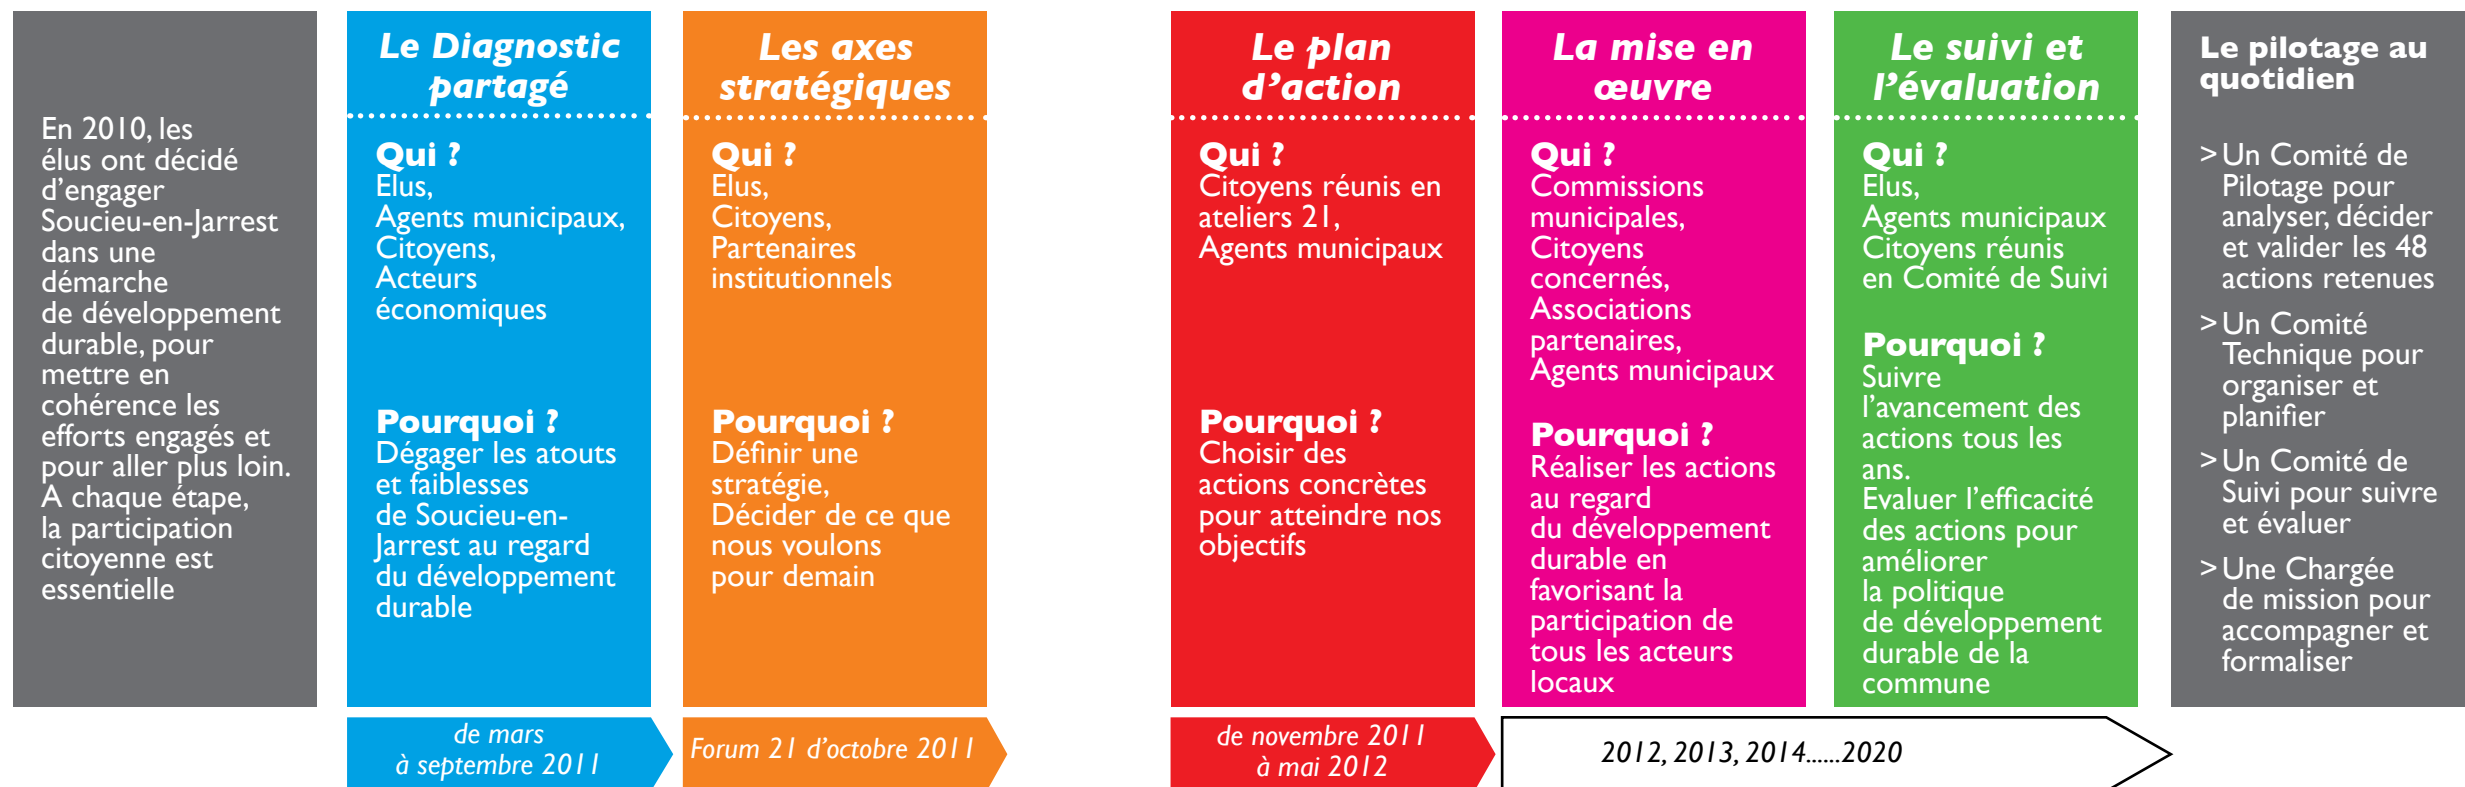 En 2010, les
élus ont décidé
d’engager
Soucieu-en-Jarrest
dans une
démarche
de développement
durable, pour
mettre en
cohérence les
efforts engagés et
pour aller plus loin.
A chaque étape,
la participation
citoyenne est
essentielle
Le Diagnostic
partagé
Qui ?
Elus,
Agents municipaux,
Citoyens,
Acteurs
économiques
Pourquoi ?
Dégager les atouts
et faiblesses
de Soucieu-en-
Jarrest au regard
du développement
durable
de mars
à septembre 2011
Les axes
stratégiques
Qui ?
Elus,
Citoyens,
Partenaires
institutionnels
Pourquoi ?
Définir une
stratégie,
Décider de ce que
nous voulons
pour demain
Forum 21 d’octobre 2011
Le plan
d’action
Qui ?
Citoyens réunis en
ateliers 21,
Agents municipaux
Pourquoi ?
Choisir des
actions concrètes
pour atteindre nos
objectifs
de novembre 2011
à mai 2012
La mise en
œuvre
Qui ?
Commissions
municipales,
Citoyens
concernés,
Associations
partenaires,
Agents municipaux
Pourquoi ?
Réaliser les actions
au regard
du développement
durable en
favorisant la
participation de
tous les acteurs
locaux
Le suivi et
l’évaluation
Qui ?
Elus,
Agents municipaux
Citoyens réunis
en Comité de Suivi
Pourquoi ?
Suivre
l’avancement des
actions tous les
ans.
Evaluer l’efficacité
des actions pour
améliorer
la politique
de développement
durable de la
commune
2012, 2013, 2014......2020
Le pilotage au
quotidien
> Un Comité de
Pilotage pour
analyser, décider
et valider les 48
actions retenues
> Un Comité
Technique pour
organiser et
planifier
> Un Comité de
Suivi pour suivre
et évaluer
> Une Chargée
de mission pour
accompagner et
formaliser